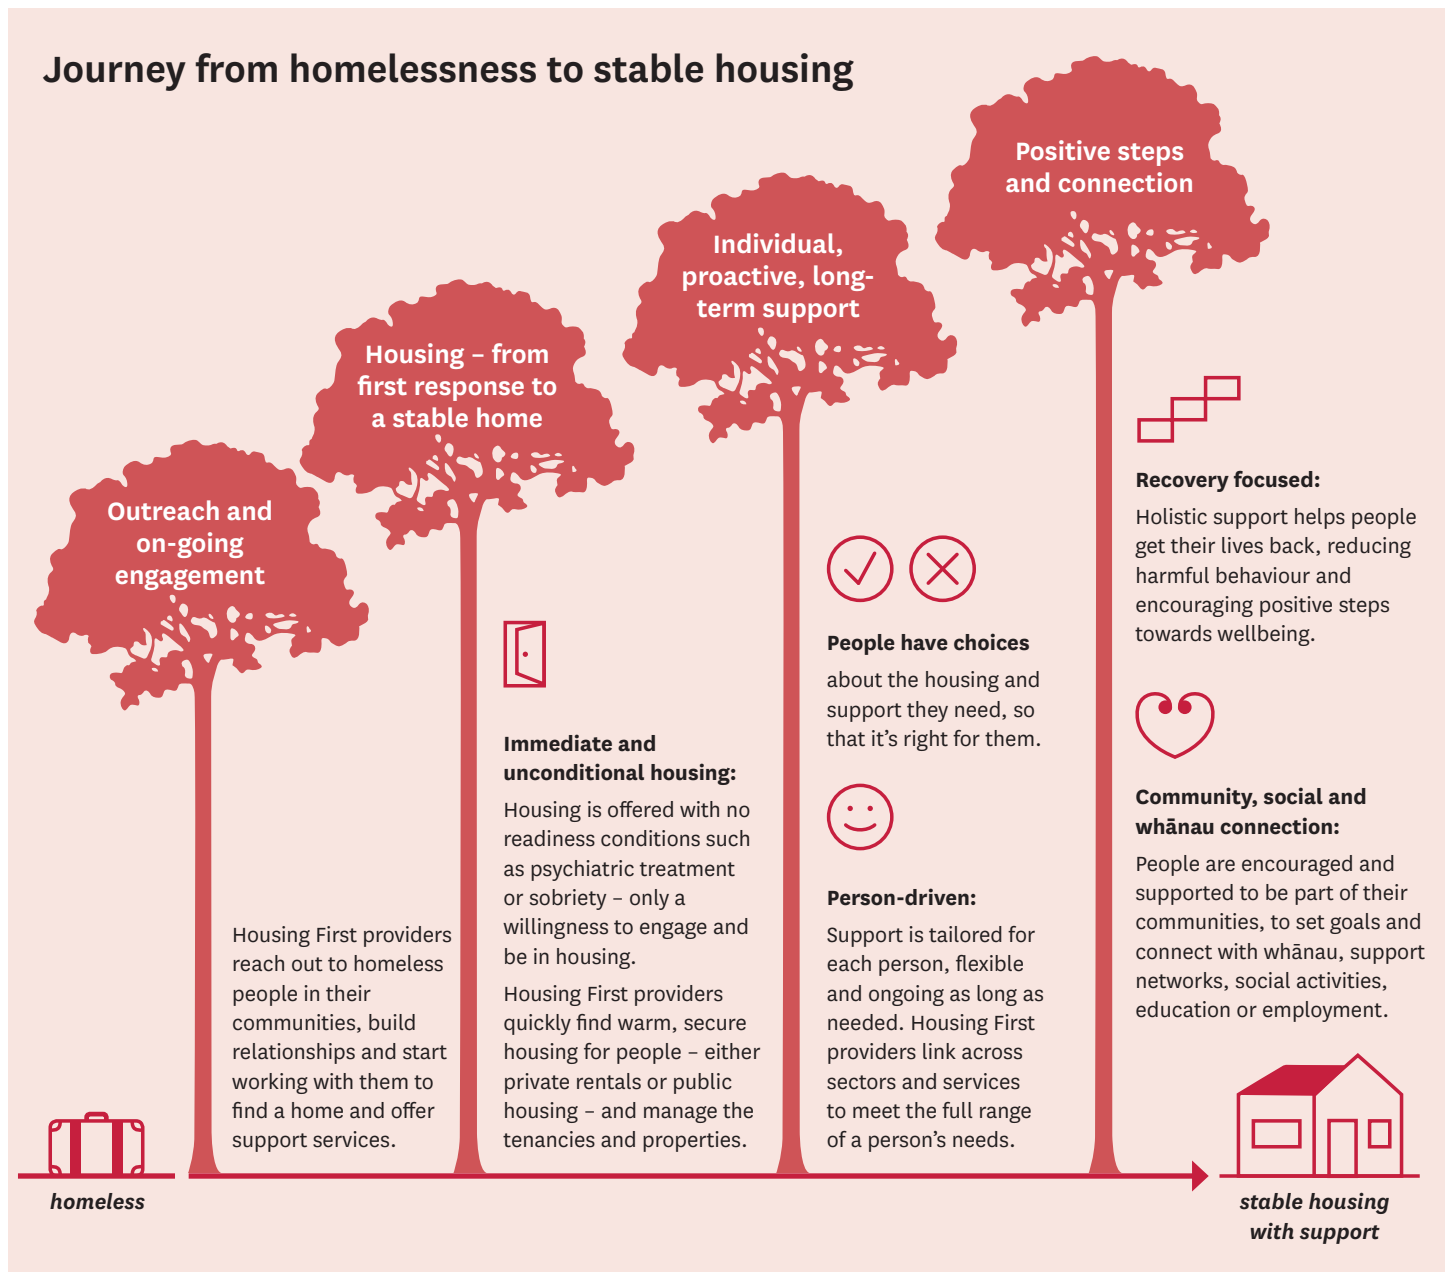 Journey from homelessness to stable housing
Outreach and
on-going
engagement
Housing First providers
reach out to homeless
people in their
communities, build
relationships and start
working with them to
find a home and offer
support services.
Housing – from
first response to
a stable home
Immediate and
unconditional housing:
Housing is offered with no
readiness conditions such
as psychiatric treatment
or sobriety – only a
willingness to engage and
be in housing.
Housing First providers
quickly find warm, secure
housing for people – either
private rentals or public
housing – and manage the
tenancies and properties.
Individual,
proactive, long-
term support
People have choices
about the housing and
support they need, so
that it’s right for them.
Person-driven:
Support is tailored for
each person, flexible
and ongoing as long as
needed. Housing First
providers link across
sectors and services
to meet the full range
of a person’s needs.
Positive steps
and connection
Recovery focused:
Holistic support helps people
get their lives back, reducing
harmful behaviour and
encouraging positive steps
towards wellbeing.
Community, social and
whānau connection:
People are encouraged and
supported to be part of their
communities, to set goals and
connect with whānau, support
networks, social activities,
education or employment.
homeless
stable housing
with support